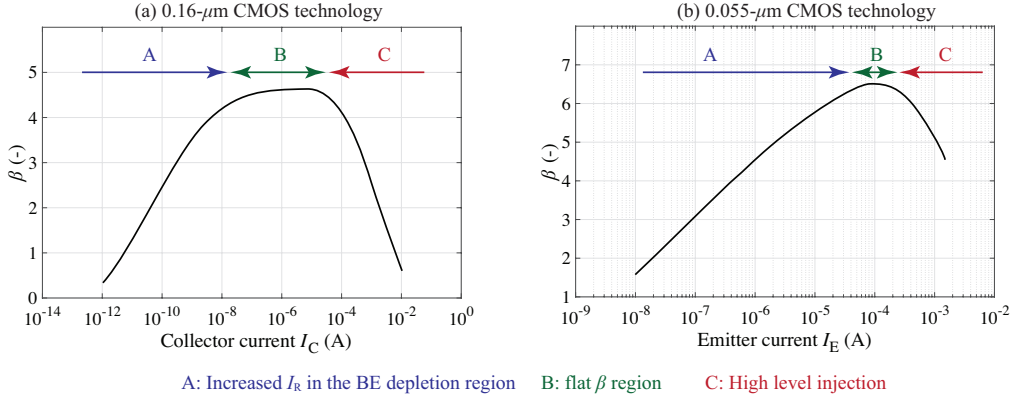 (a) 0.16-μm CMOS technology
A B C
5
4
3
2
1
0
β (-)
10⁻¹⁴ 10⁻¹² 10⁻¹⁰ 10⁻⁸ 10⁻⁶ 10⁻⁴ 10⁻² 10⁰
Collector current I_C (A)
(b) 0.055-μm CMOS technology
A B C
7
6
5
4
3
2
1
β (-)
10⁻⁹ 10⁻⁸ 10⁻⁷ 10⁻⁶ 10⁻⁵ 10⁻⁴ 10⁻³ 10⁻²
Emitter current I_E (A)
A: Increased I_R in the BE depletion region B: flat β region C: High level injection